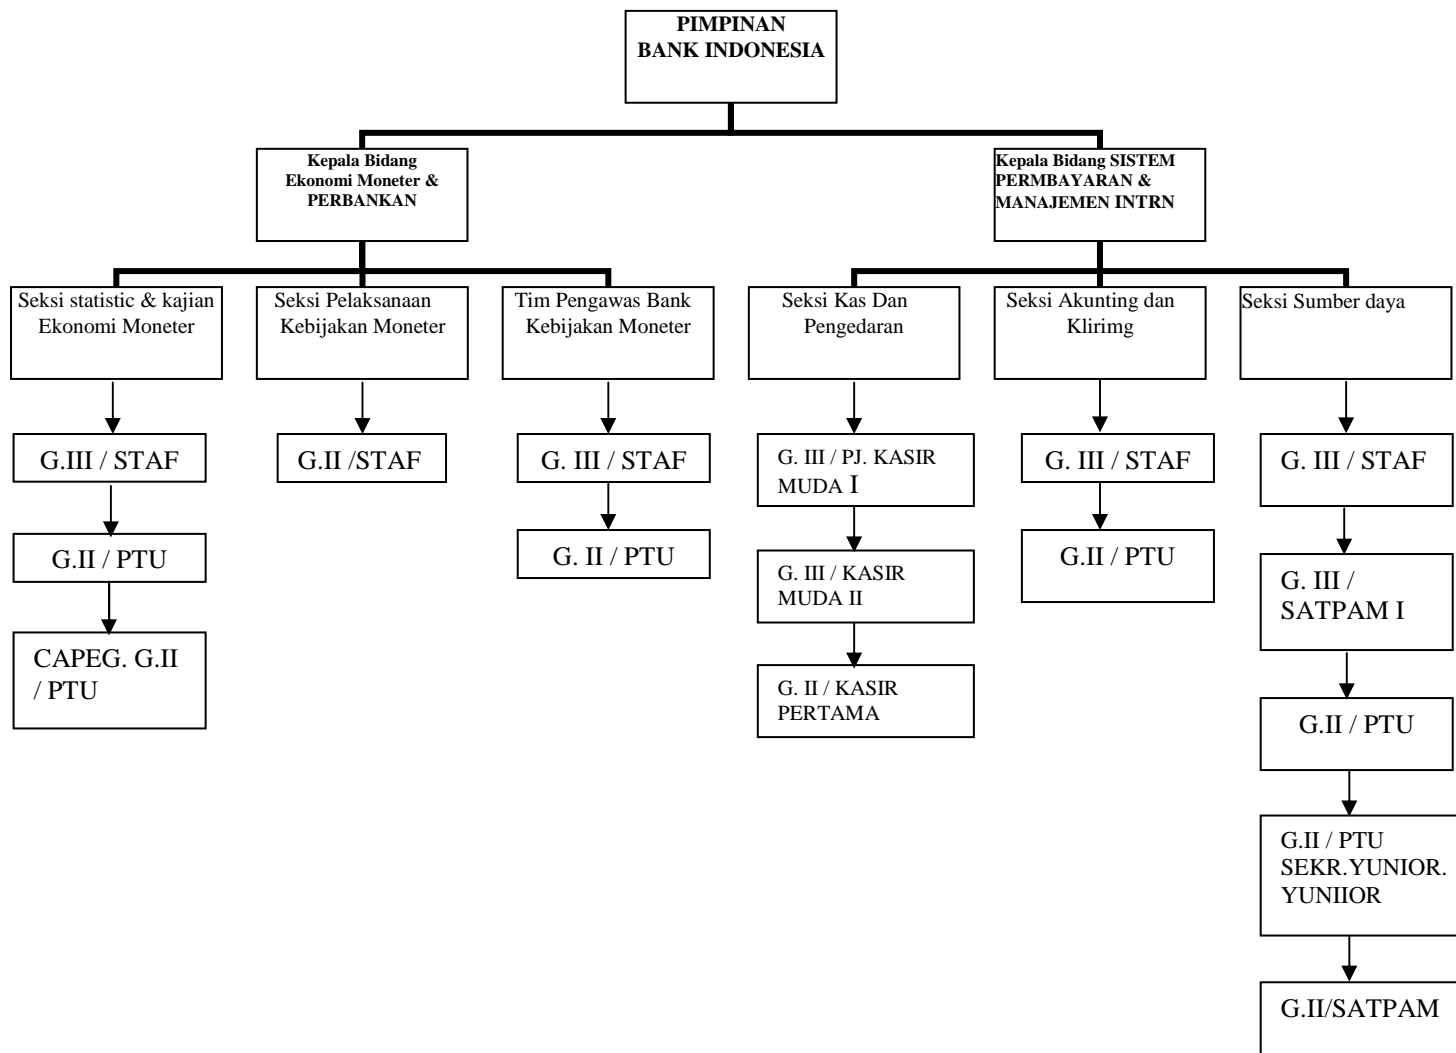 PIMPINAN
BANK INDONESIA
Kepala Bidang
Ekonomi Moneter &
PERBANKAN
Kepala Bidang SISTEM
PERMBAYARAN &
MANAJEMEN INTRN
Seksi statistic & kajian
Ekonomi Moneter
Seksi Pelaksanaan
Kebijakan Moneter
Tim Pengawas Bank
Kebijakan Moneter
Seksi Kas Dan
Pengedaran
Seksi Akunting dan
Klirimg
Seksi Sumber daya
G.III / STAF
G.II / PTU
CAPEG. G.II
/ PTU
G.II /STAF
G. III / STAF
G. II / PTU
G. III / PJ. KASIR
MUDA I
G. III / KASIR
MUDA II
G. II / KASIR
PERTAMA
G. III / STAF
G.II / PTU
G. III / STAF
G. III /
SATPAM I
G.II / PTU
G.II / PTU
SEKR.YUNIOR.
YUNIIOR
G.II/SATPAM